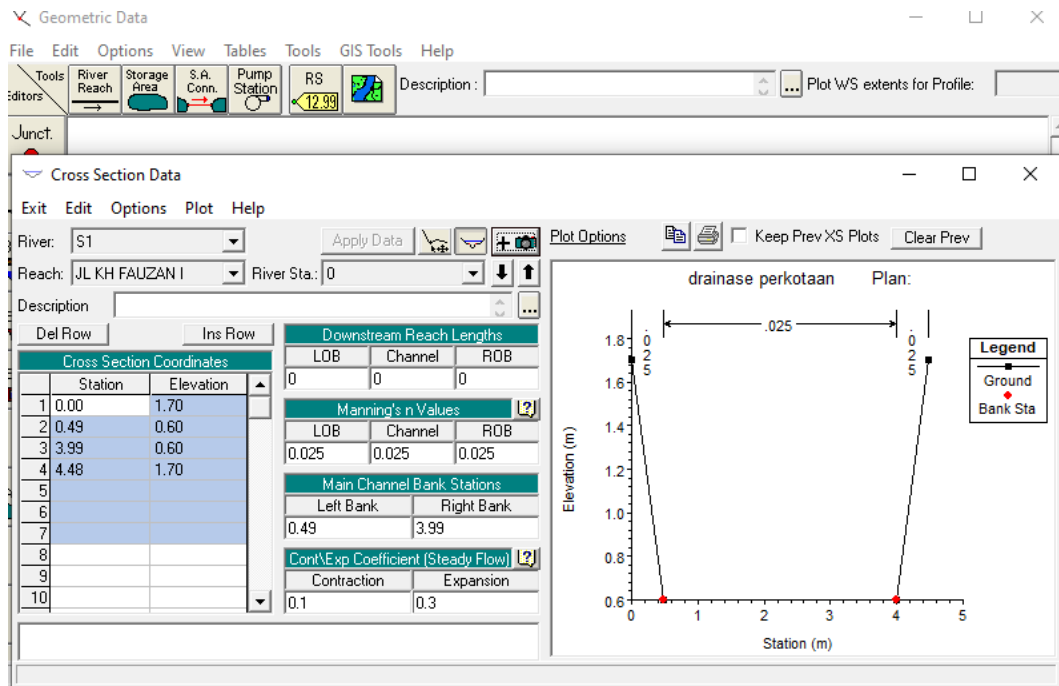 Geometric Data
File Edit Options View Tables Tools GIS Tools Help
Tools
Editors
River Reach
Storage Area
S.A. Conn.
Pump Station
RS
12.99
Description :
...
Plot WS extents for Profile:
Junct.
Cross Section Data
Exit Edit Options Plot Help
River: S1
Apply Data
Plot Options
Keep Prev XS Plots
Clear Prev
Reach: JL KH FAUZAN I
River Sta.: 0
Description
...
Del Row Ins Row
Cross Section Coordinates
Station Elevation
1 0.00 1.70
2 0.49 0.60
3 3.99 0.60
4 4.48 1.70
5
6
7
8
9
10
Downstream Reach Lengths
LOB Channel ROB
0 0 0
Manning's n Values
LOB Channel ROB
0.025 0.025 0.025
Main Channel Bank Stations
Left Bank Right Bank
0.49 3.99
Cont\Exp Coefficient (Steady Flow)
Contraction Expansion
0.1 0.3
drainase perkotaan Plan:
.025
.025
.025
Legend
Ground
Bank Sta
1.8
1.6
1.4
1.2
1.0
0.8
0.6
Elevation (m)
0 1 2 3 4 5
Station (m)